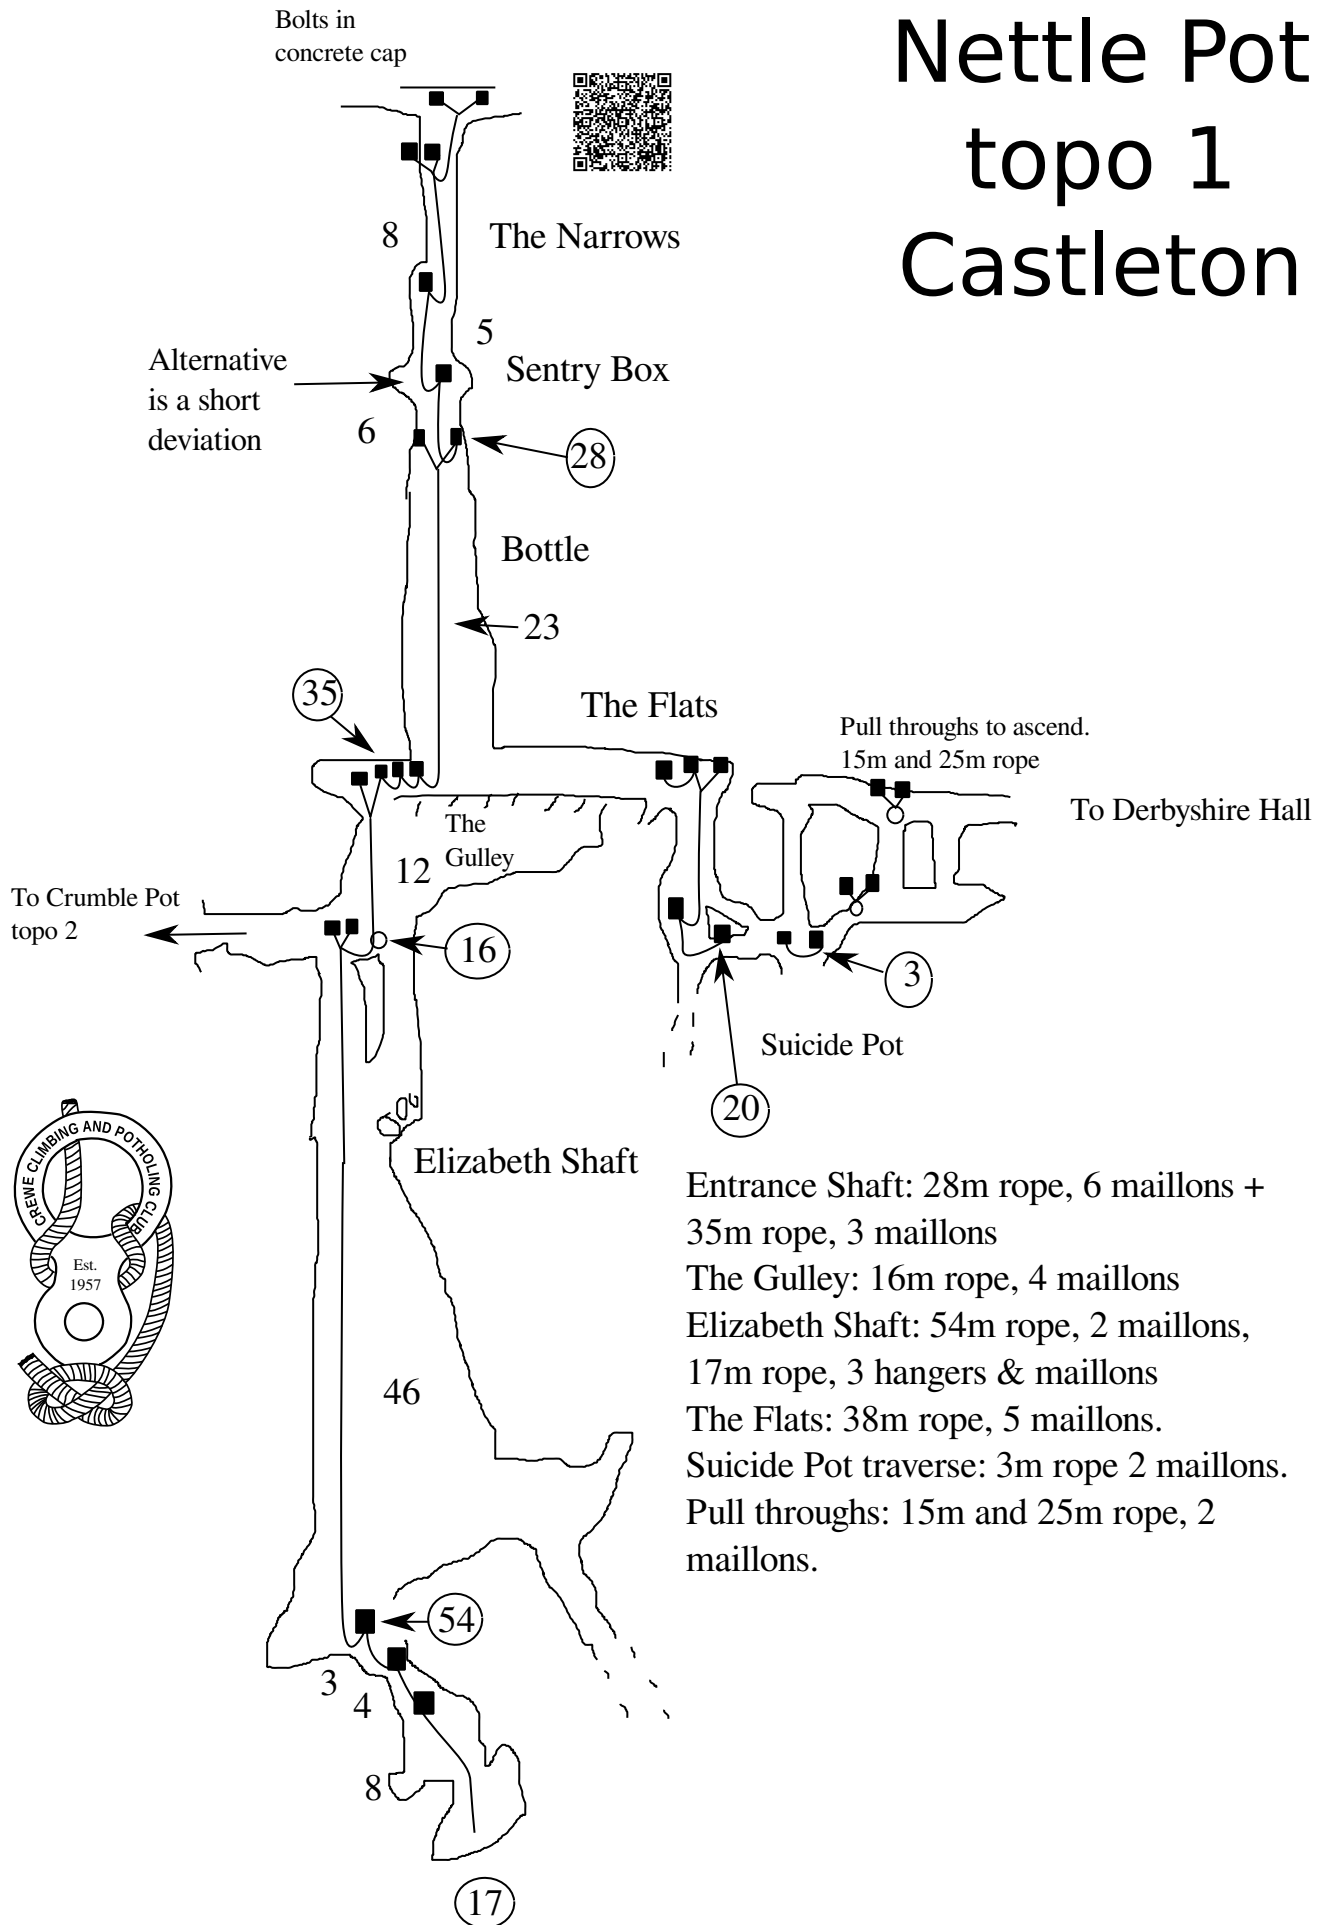 Bolts in
concrete cap
Nettle Pot
topo 1
Castleton
8
The Narrows
5
Alternative
is a short
deviation
Sentry Box
6
28
Bottle
23
35
The Flats
Pull throughs to ascend.
15m and 25m rope
To Derbyshire Hall
The
Gulley
12
To Crumble Pot
topo 2
16
3
Suicide Pot
20
CREWE CLIMBING AND POTHOLING CLUB
Est.
1957
Elizabeth Shaft
Entrance Shaft: 28m rope, 6 maillons +
35m rope, 3 maillons
The Gulley: 16m rope, 4 maillons
Elizabeth Shaft: 54m rope, 2 maillons,
17m rope, 3 hangers & maillons
The Flats: 38m rope, 5 maillons.
Suicide Pot traverse: 3m rope 2 maillons.
Pull throughs: 15m and 25m rope, 2
maillons.
46
54
3
4
8
17